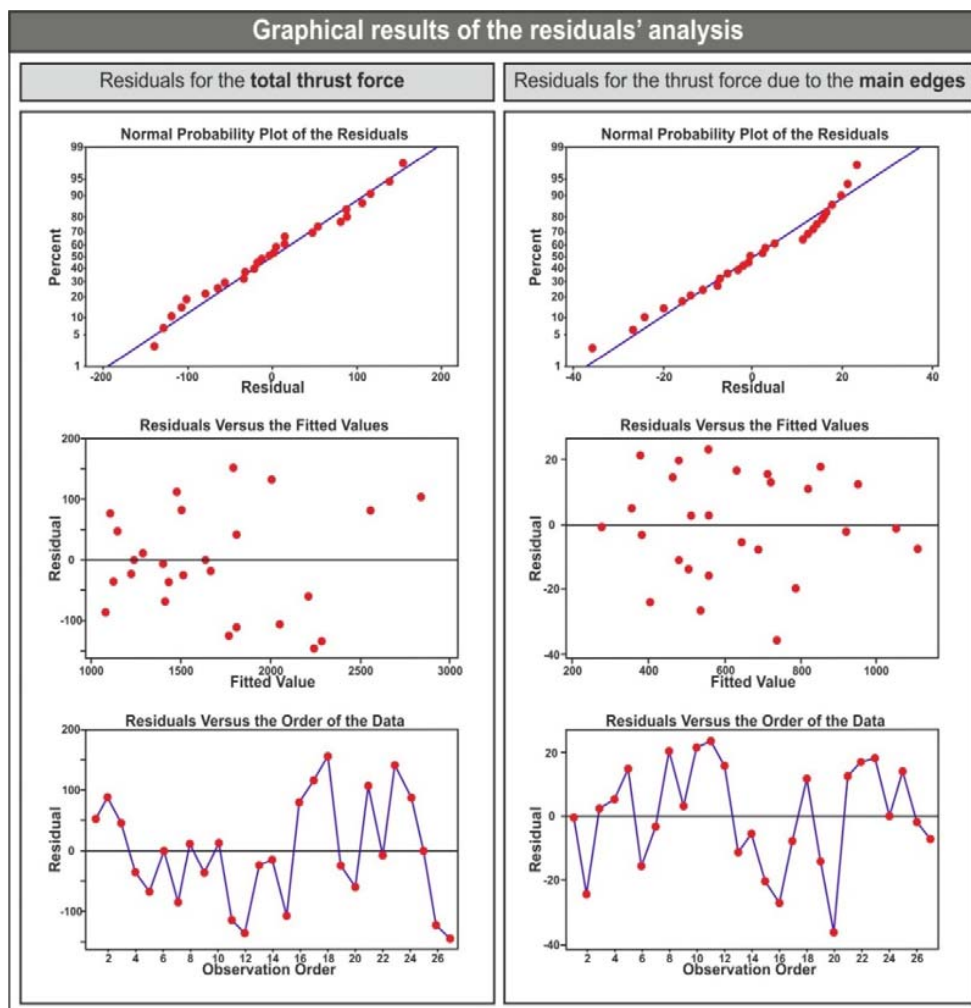 Graphical results of the residuals' analysis
Residuals for the total thrust force
Normal Probability Plot of the Residuals
99
95
90
80
70
60
50
40
30
20
10
5
1
Percent
-200 -100 0 100 200
Residual
Residuals Versus the Fitted Values
200
100
0
-100
Residual
1000 1500 2000 2500 3000
Fitted Value
Residuals Versus the Order of the Data
200
100
0
-100
Residual
2 4 6 8 10 12 14 16 18 20 22 24 26
Observation Order
Residuals for the thrust force due to the main edges
Normal Probability Plot of the Residuals
99
95
90
80
70
60
50
40
30
20
10
5
1
Percent
-40 -20 0 20 40
Residual
Residuals Versus the Fitted Values
20
0
-20
-40
Residual
200 400 600 800 1000
Fitted Value
Residuals Versus the Order of the Data
20
0
-20
-40
Residual
2 4 6 8 10 12 14 16 18 20 22 24 26
Observation Order